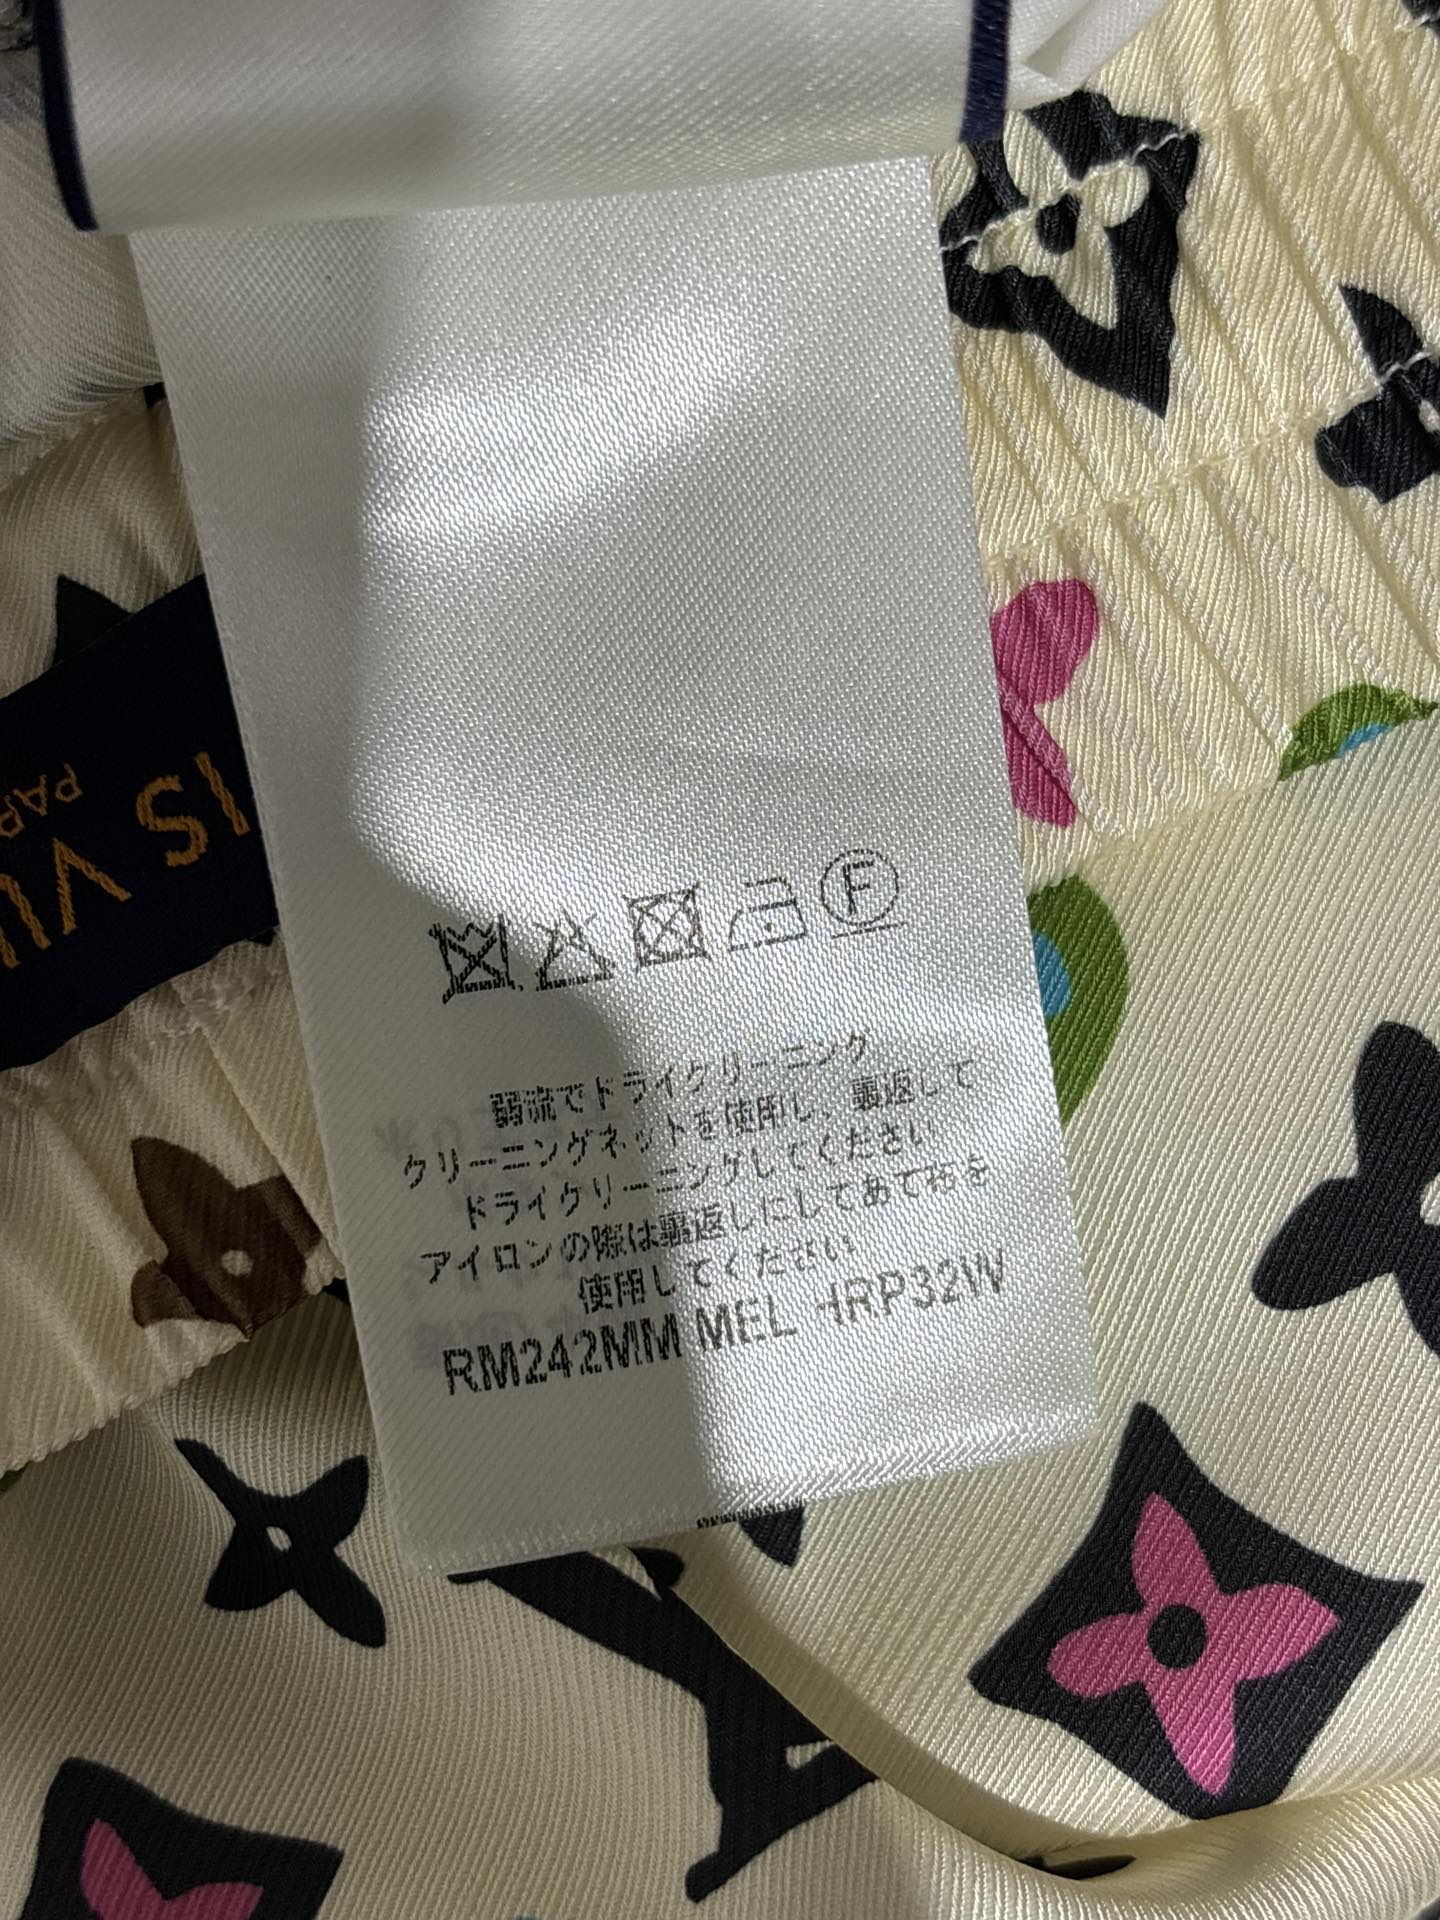 IS VUI
PAR
F
弱流でドライクリーニング
クリーニングネットを使用し、裏返して
ドライクリーニングしてください
アイロンの際は裏返しにしてあて布を
使用してください
RM242MM MEL HRP32W